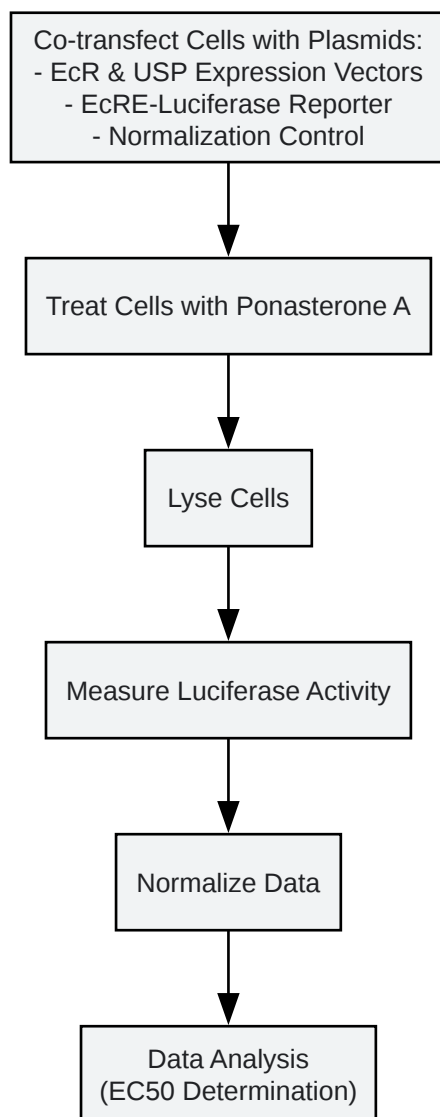 Co-transfect Cells with Plasmids:
- EcR & USP Expression Vectors
- EcRE-Luciferase Reporter
- Normalization Control
Treat Cells with Ponasterone A
Lyse Cells
Measure Luciferase Activity
Normalize Data
Data Analysis
(EC50 Determination)